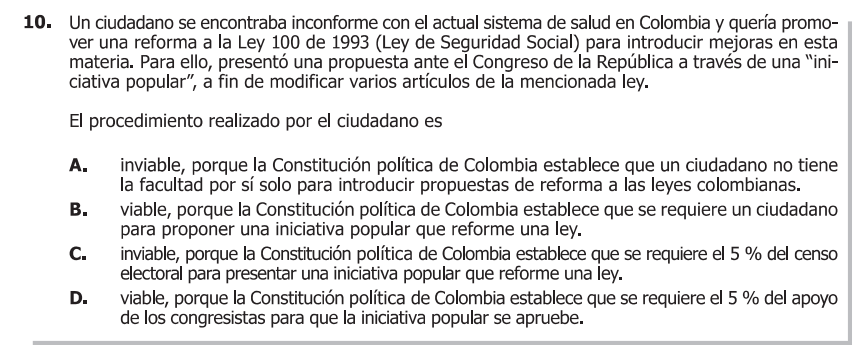 10. Un ciudadano se encontraba inconforme con el actual sistema de salud en Colombia y quería promo-
ver una reforma a la Ley 100 de 1993 (Ley de Seguridad Social) para introducir mejoras en esta
materia. Para ello, presentó una propuesta ante el Congreso de la República a través de una “ini-
ciativa popular”, a fin de modificar varios artículos de la mencionada ley.
El procedimiento realizado por el ciudadano es
A. inviable, porque la Constitución política de Colombia establece que un ciudadano no tiene
la facultad por sí solo para introducir propuestas de reforma a las leyes colombianas.
B. viable, porque la Constitución política de Colombia establece que se requiere un ciudadano
para proponer una iniciativa popular que reforme una ley.
C. inviable, porque la Constitución política de Colombia establece que se requiere el 5 % del censo
electoral para presentar una iniciativa popular que reforme una ley.
D. viable, porque la Constitución política de Colombia establece que se requiere el 5 % del apoyo
de los congresistas para que la iniciativa popular se apruebe.